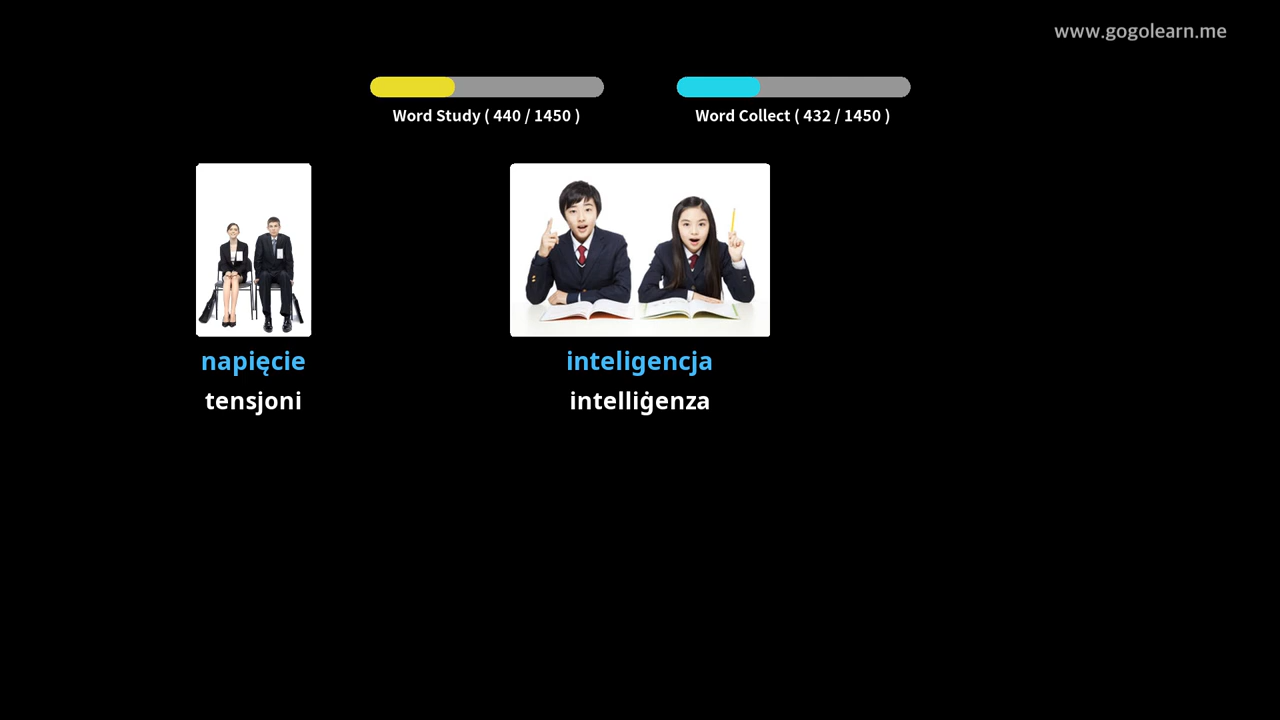 www.gogolearn.me
Word Study ( 440 / 1450 )
Word Collect ( 432 / 1450 )
napięcie
tensjoni
inteligencja
intelliġenza